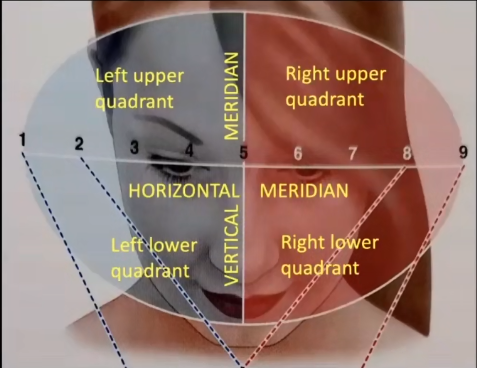 Left upper
quadrant
MERIDIAN
Right upper
quadrant
1 2 3 4 5 6 7 8 9
HORIZONTAL MERIDIAN
VERTICAL
Left lower
quadrant
Right lower
quadrant